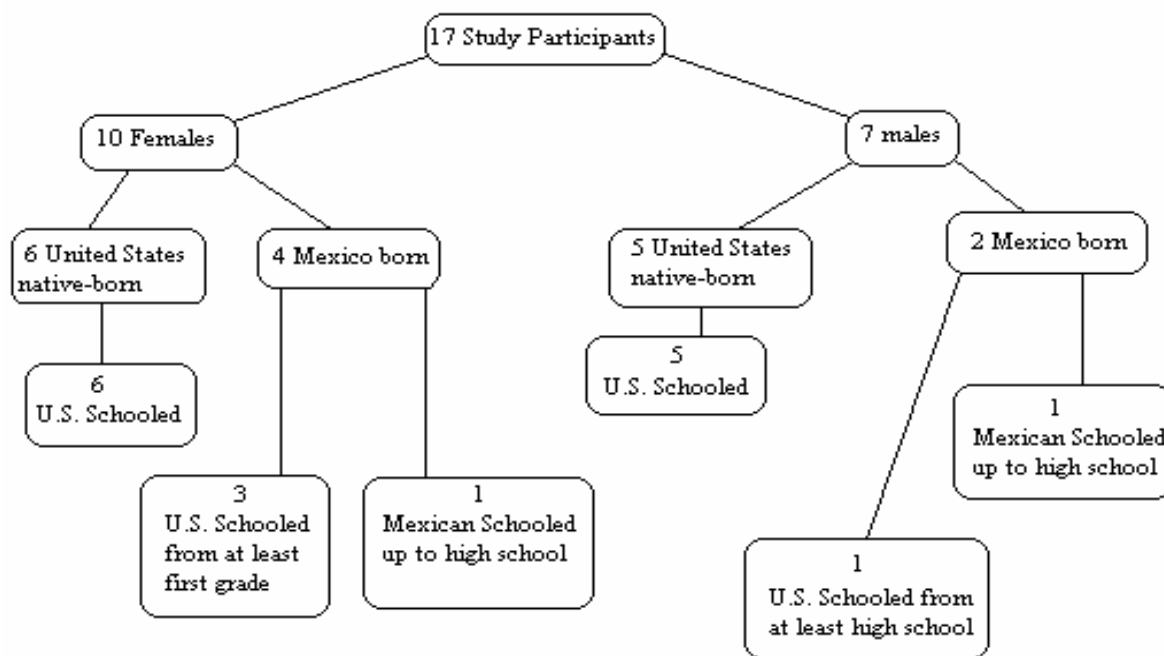 17 Study Participants
10 Females
7 males
6 United States
native-born
4 Mexico born
5 United States
native-born
2 Mexico born
6
U.S. Schooled
5
U.S. Schooled
1
Mexican Schooled
up to high school
3
U.S. Schooled
from at least
first grade
1
Mexican Schooled
up to high school
1
U.S. Schooled from
at least high school